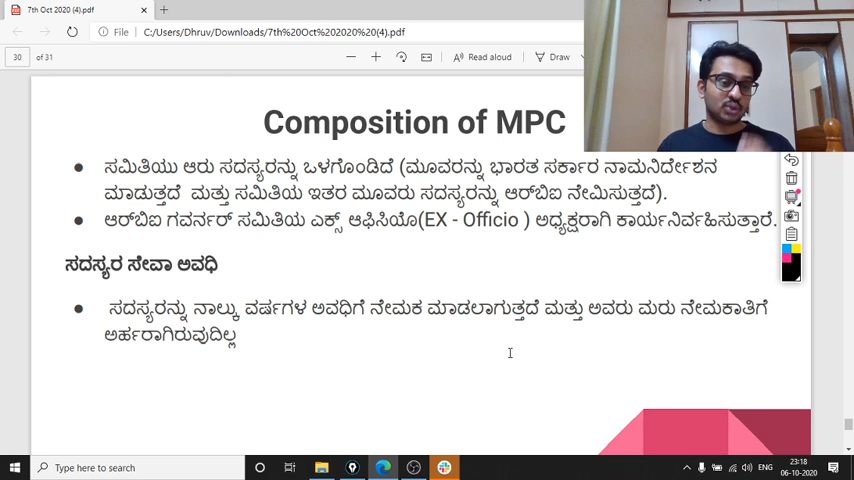 7th Oct 2020 (4).pdf
File
C:/Users/Dhruv/Downloads/7th%20Oct%202020%20(4).pdf
30 of 31
Read aloud
Draw
Composition of MPC
ಸಮಿತಿಯು ಆರು ಸದಸ್ಯರನ್ನು ಒಳಗೊಂಡಿದೆ (ಮೂವರನ್ನು ಭಾರತ ಸರ್ಕಾರ ನಾಮನಿರ್ದೇಶನ
ಮಾಡುತ್ತದೆ ಮತ್ತು ಸಮಿತಿಯ ಇತರ ಮೂವರು ಸದಸ್ಯರನ್ನು ಆರ್‌ಬಿಐ ನೇಮಿಸುತ್ತದೆ).
ಆರ್‌ಬಿಐ ಗವರ್ನರ್ ಸಮಿತಿಯ ಎಕ್ಸ್ ಆಫಿಸಿಯೊ(EX - Officio ) ಅಧ್ಯಕ್ಷರಾಗಿ ಕಾರ್ಯನಿರ್ವಹಿಸುತ್ತಾರೆ.
ಸದಸ್ಯರ ಸೇವಾ ಅವಧಿ
ಸದಸ್ಯರನ್ನು ನಾಲ್ಕು ವರ್ಷಗಳ ಅವಧಿಗೆ ನೇಮಕ ಮಾಡಲಾಗುತ್ತದೆ ಮತ್ತು ಅವರು ಮರು ನೇಮಕಾತಿಗೆ
ಅರ್ಹರಾಗಿರುವುದಿಲ್ಲ
Type here to search
ENG
23:18
06-10-2020